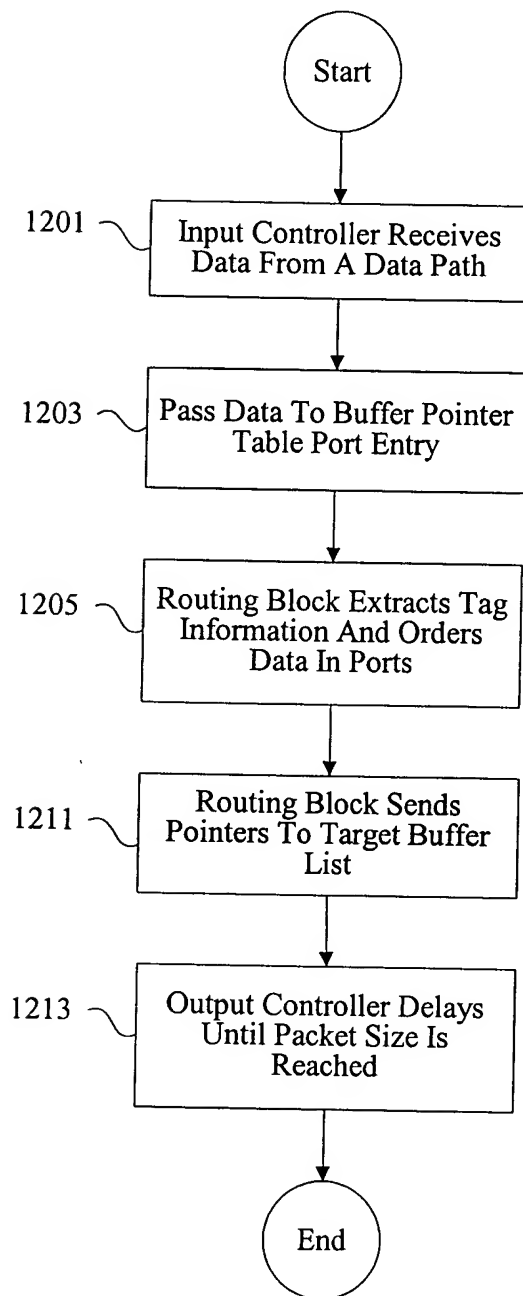 Start
1201
Input Controller Receives
Data From A Data Path
1203
Pass Data To Buffer Pointer
Table Port Entry
1205
Routing Block Extracts Tag
Information And Orders
Data In Ports
1211
Routing Block Sends
Pointers To Target Buffer
List
1213
Output Controller Delays
Until Packet Size Is
Reached
End